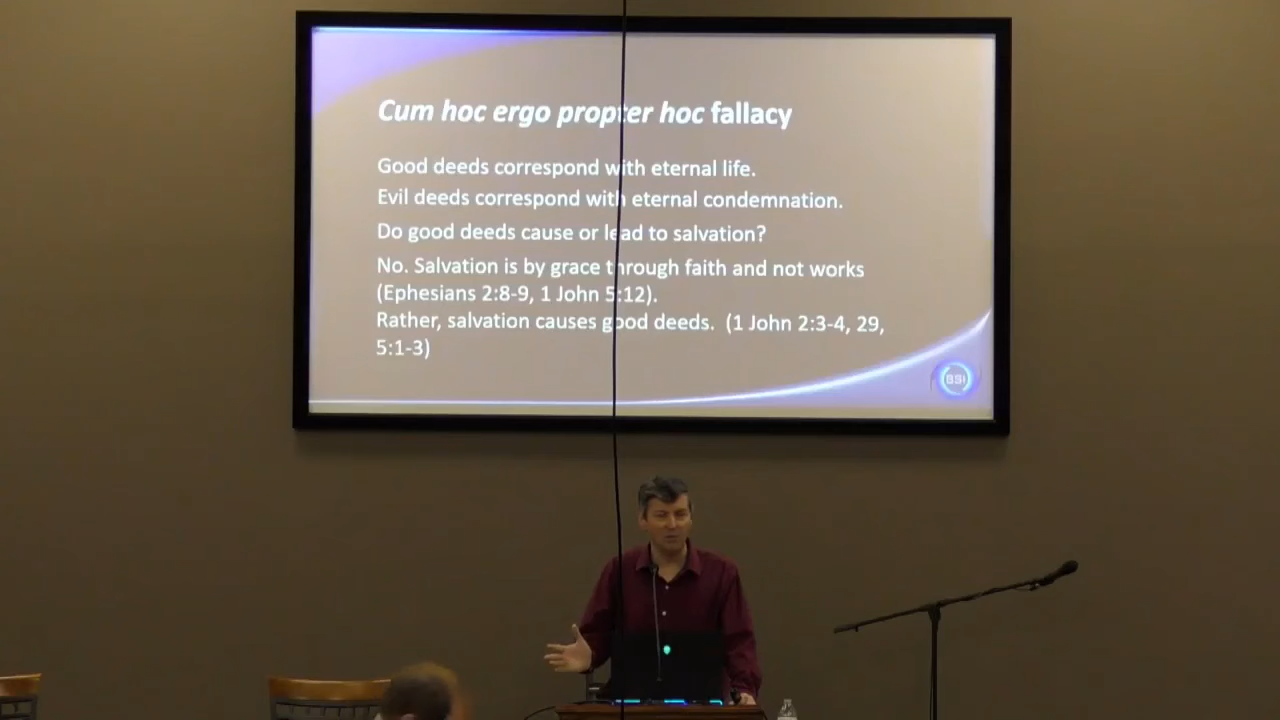 Cum hoc ergo propter hoc fallacy
Good deeds correspond with eternal life.
Evil deeds correspond with eternal condemnation.
Do good deeds cause or lead to salvation?
No. Salvation is by grace through faith and not works
(Ephesians 2:8-9, 1 John 5:12).
Rather, salvation causes good deeds.  (1 John 2:3-4, 29,
5:1-3)
BSI